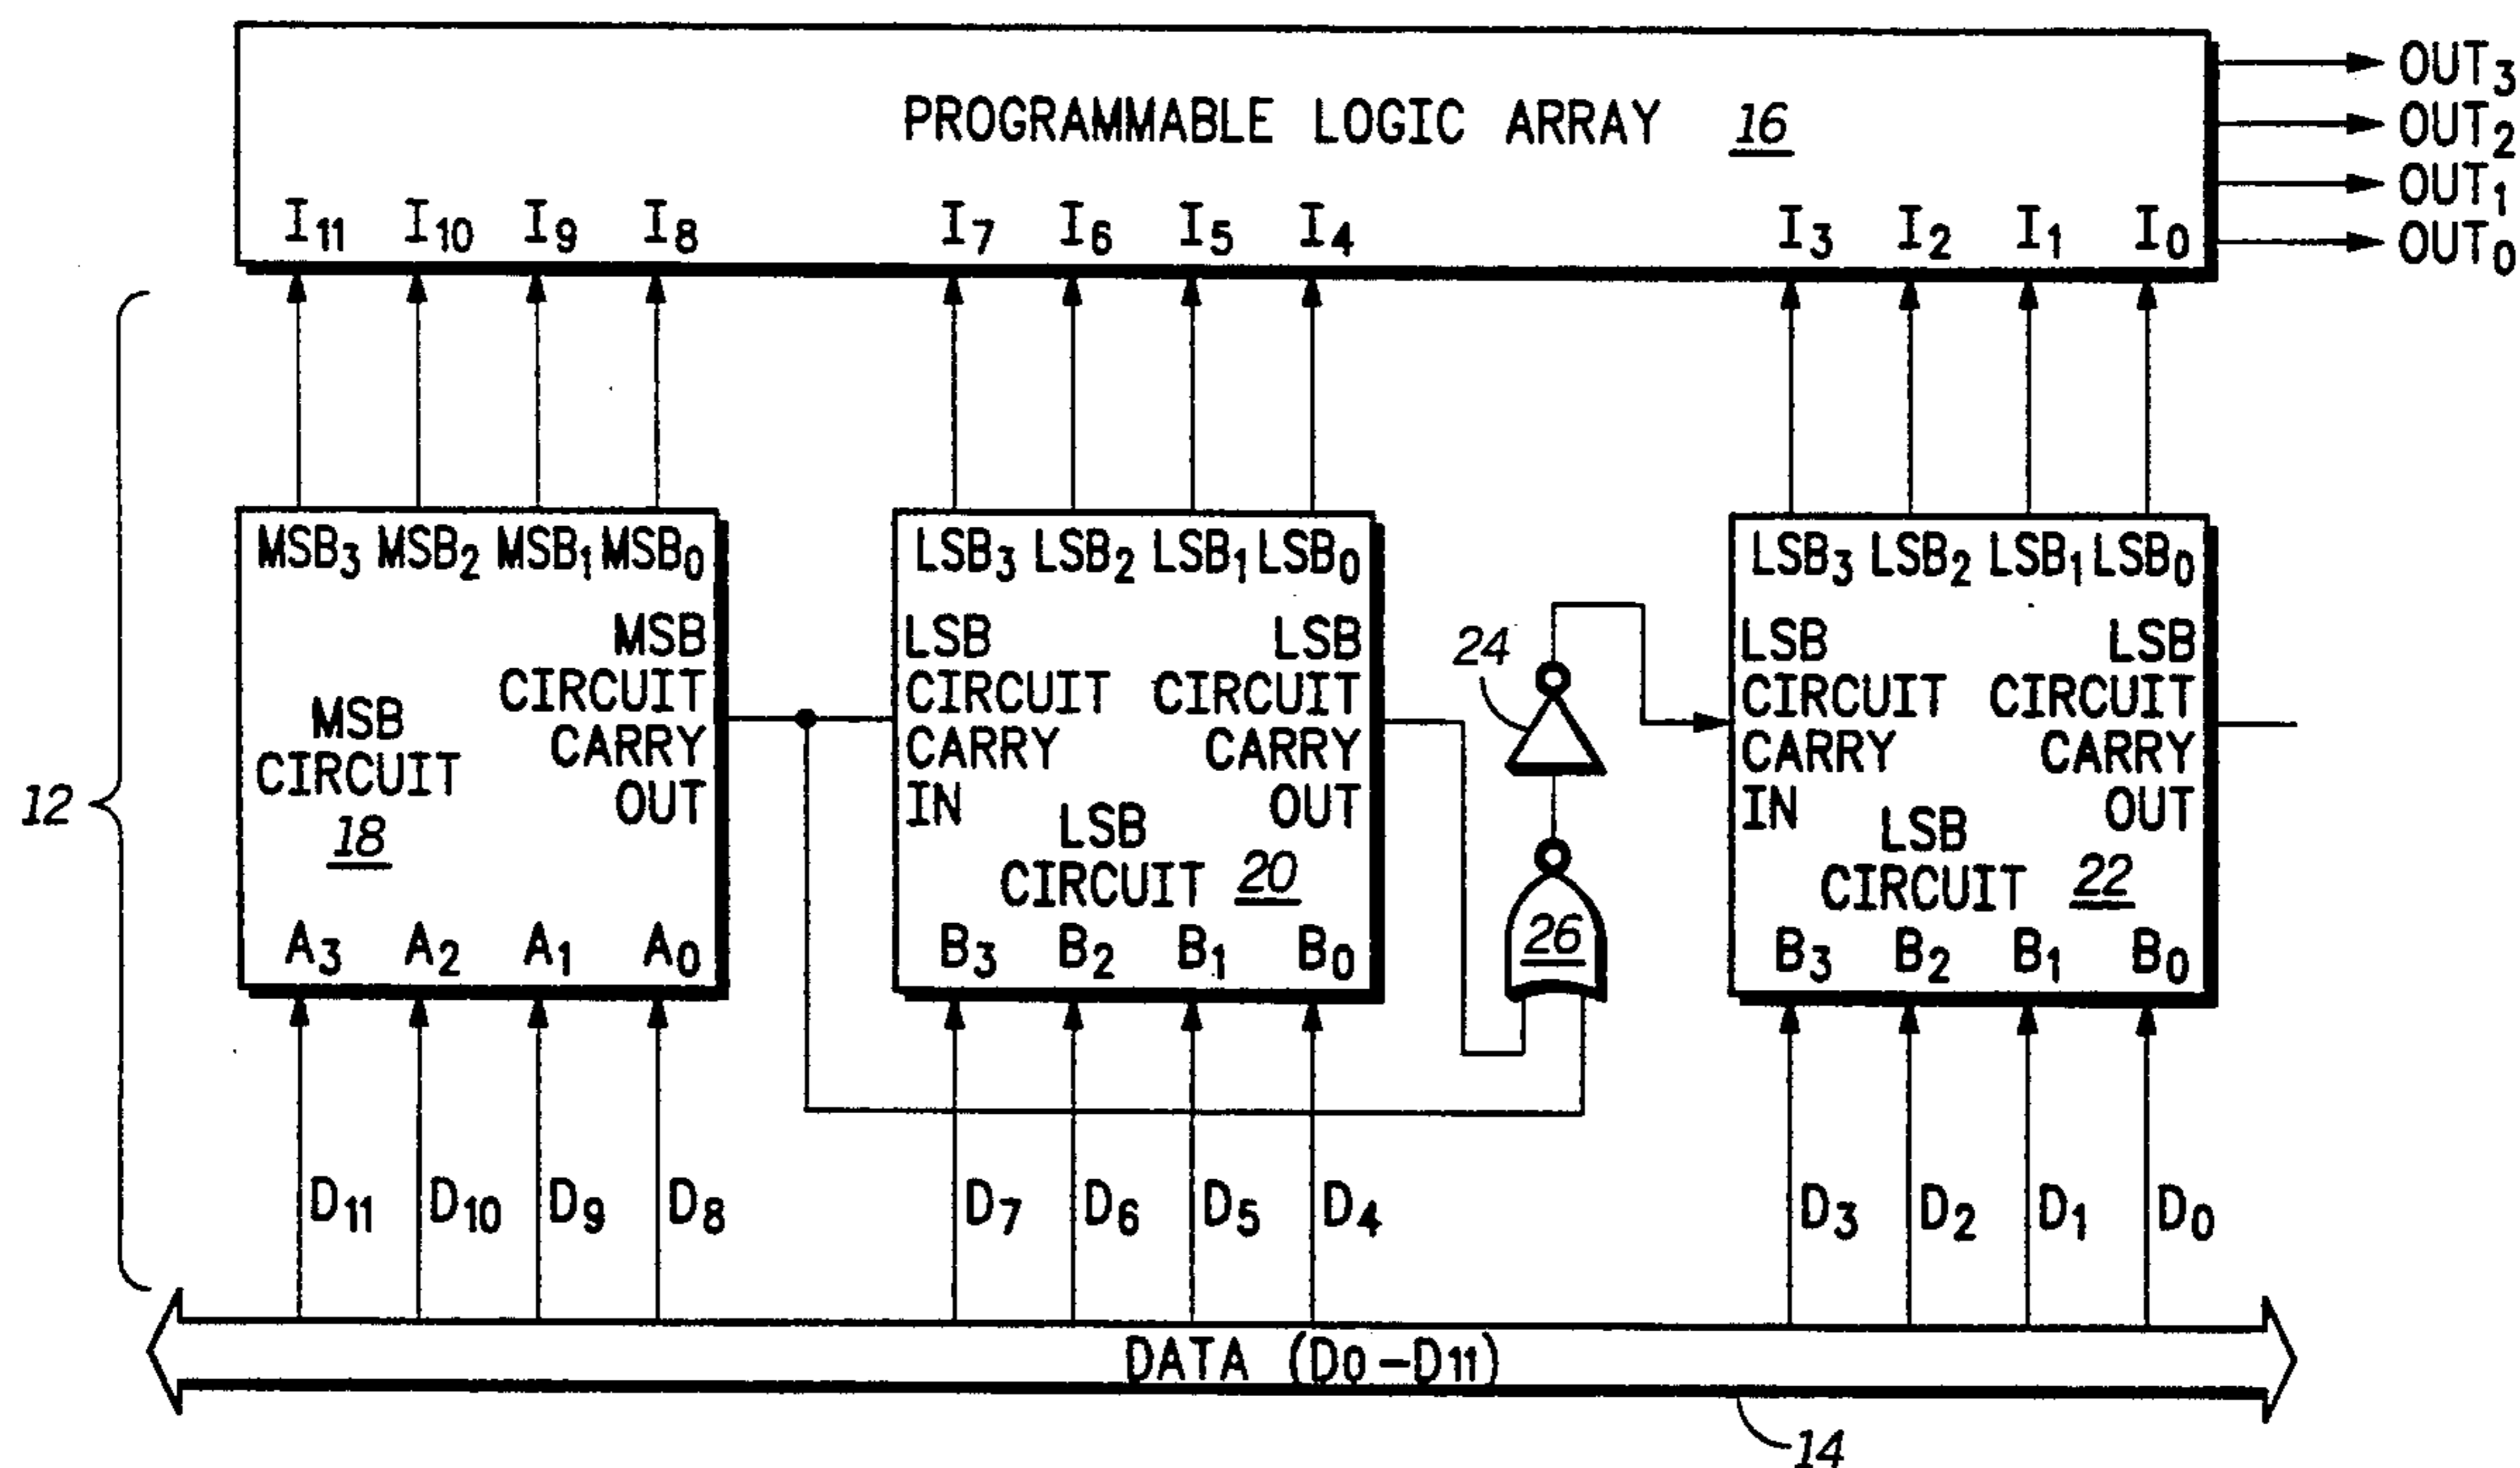 PROGRAMMABLE LOGIC ARRAY 16
OUT3
OUT2
OUT1
OUT0
I11 I10 I9 I8 I7 I6 I5 I4 I3 I2 I1 I0
12
MSB3 MSB2 MSB1 MSB0
MSB
CIRCUIT
CARRY
OUT
MSB
CIRCUIT
18
A3 A2 A1 A0
LSB3 LSB2 LSB1 LSB0
LSB
CIRCUIT
CARRY
IN
LSB
CIRCUIT
CARRY
OUT
LSB
CIRCUIT 20
B3 B2 B1 B0
24
26
LSB3 LSB2 LSB1 LSB0
LSB
CIRCUIT
CARRY
IN
LSB
CIRCUIT
CARRY
OUT
LSB
CIRCUIT 22
B3 B2 B1 B0
D11 D10 D9 D8 D7 D6 D5 D4 D3 D2 D1 D0
DATA (D0-D11)
14